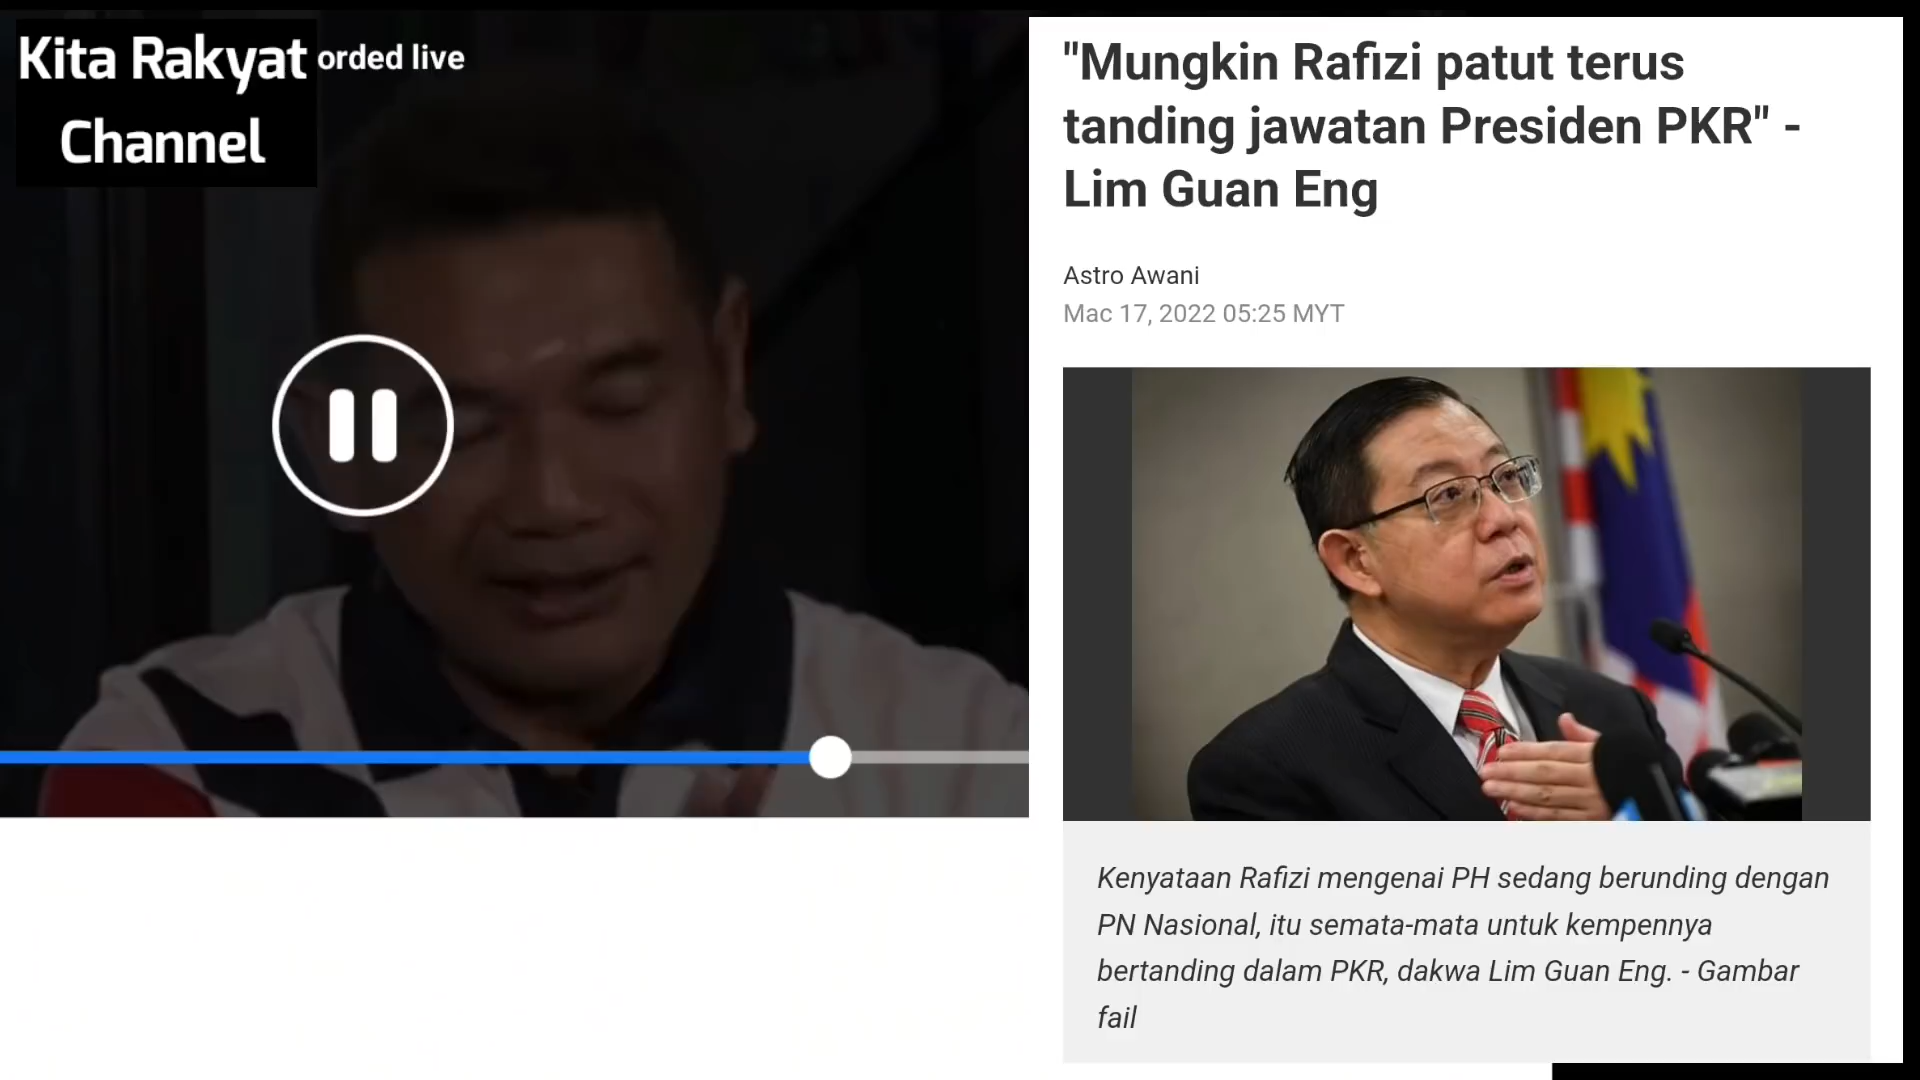 Kita Rakyat
Channel
orded live
"Mungkin Rafizi patut terus
tanding jawatan Presiden PKR" -
Lim Guan Eng
Astro Awani
Mac 17, 2022 05:25 MYT
Kenyataan Rafizi mengenai PH sedang berunding dengan
PN Nasional, itu semata-mata untuk kempennya
bertanding dalam PKR, dakwa Lim Guan Eng. - Gambar
fail